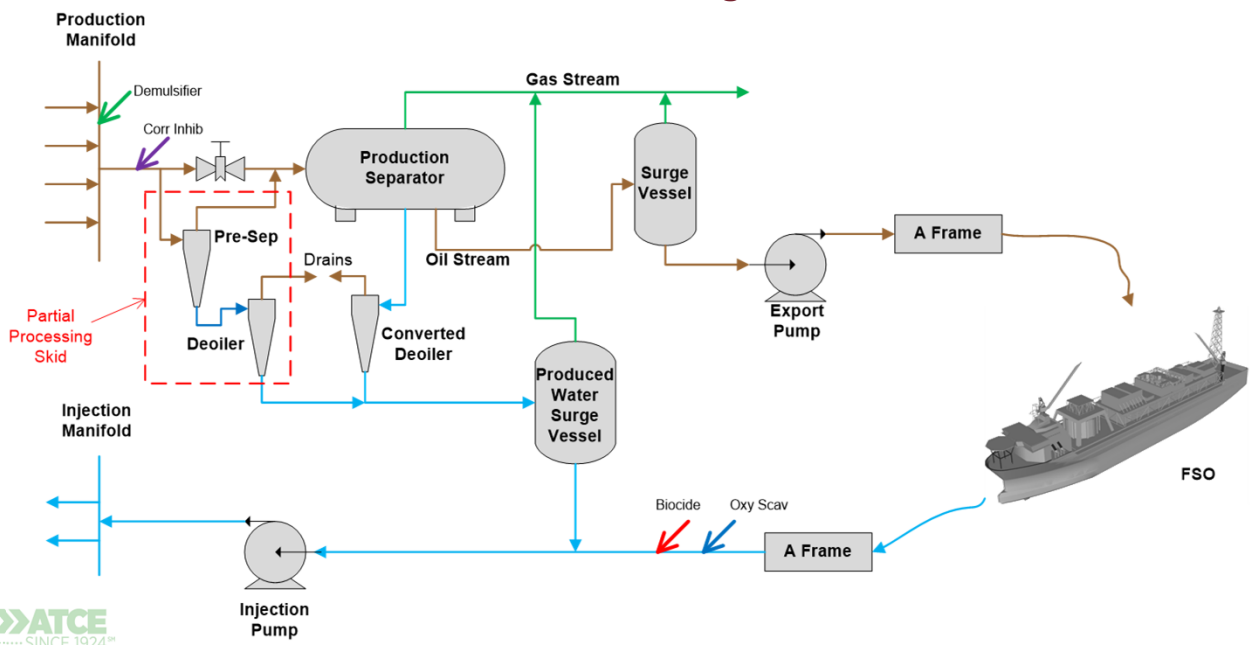 Production
Manifold
Demulsifier
Corr Inhib
Gas Stream
Production
Separator
Surge
Vessel
Pre-Sep
Drains
Oil Stream
A Frame
Partial
Processing
Skid
Deoiler
Converted
Deoiler
Export
Pump
Produced
Water
Surge
Vessel
Injection
Manifold
FSO
Biocide
Oxy Scav
A Frame
Injection
Pump
ATCE
SINCE 1924℠